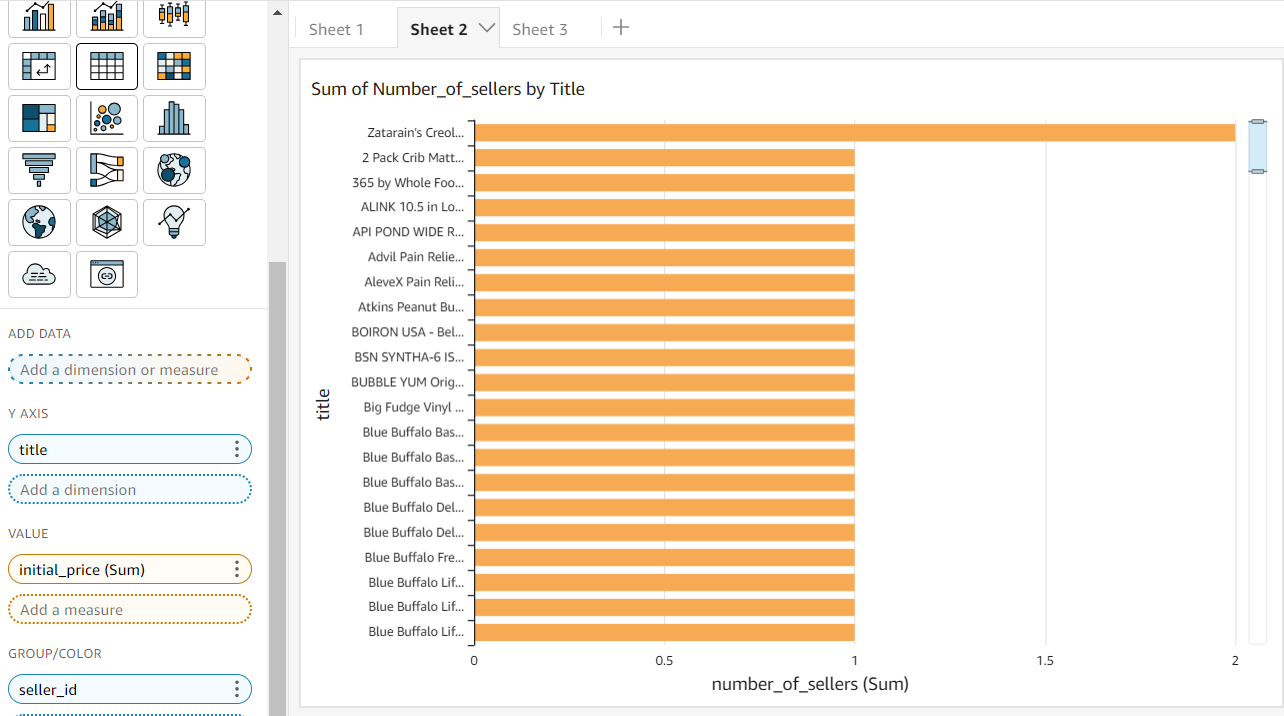 Sheet 1
Sheet 2
Sheet 3
ADD DATA
Add a dimension or measure
Y AXIS
title
Add a dimension
VALUE
initial_price (Sum)
Add a measure
GROUP/COLOR
seller_id
Sum of Number_of_sellers by Title
title
Zatarain's Creol...
2 Pack Crib Matt...
365 by Whole Foo...
ALINK 10.5 in Lo...
API POND WIDE R...
Advil Pain Relie...
AleveX Pain Reli...
Atkins Peanut Bu...
BOIRON USA - Bel...
BSN SYNTHA-6 IS...
BUBBLE YUM Orig...
Big Fudge Vinyl ...
Blue Buffalo Bas...
Blue Buffalo Bas...
Blue Buffalo Bas...
Blue Buffalo Del...
Blue Buffalo Del...
Blue Buffalo Fre...
Blue Buffalo Lif...
Blue Buffalo Lif...
Blue Buffalo Lif...
0 0.5 1 1.5 2
number_of_sellers (Sum)